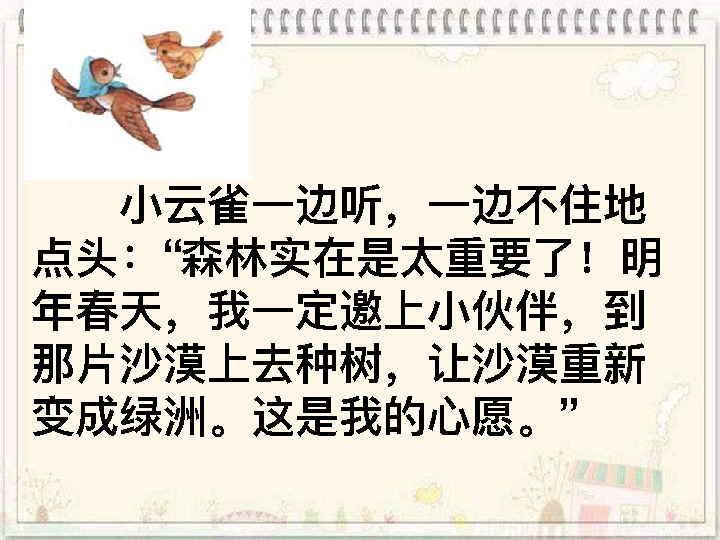 小云雀一边听，一边不住地
点头：“森林实在是太重要了！明
年春天，我一定邀上小伙伴，到
那片沙漠上去种树，让沙漠重新
变成绿洲。这是我的心愿。”